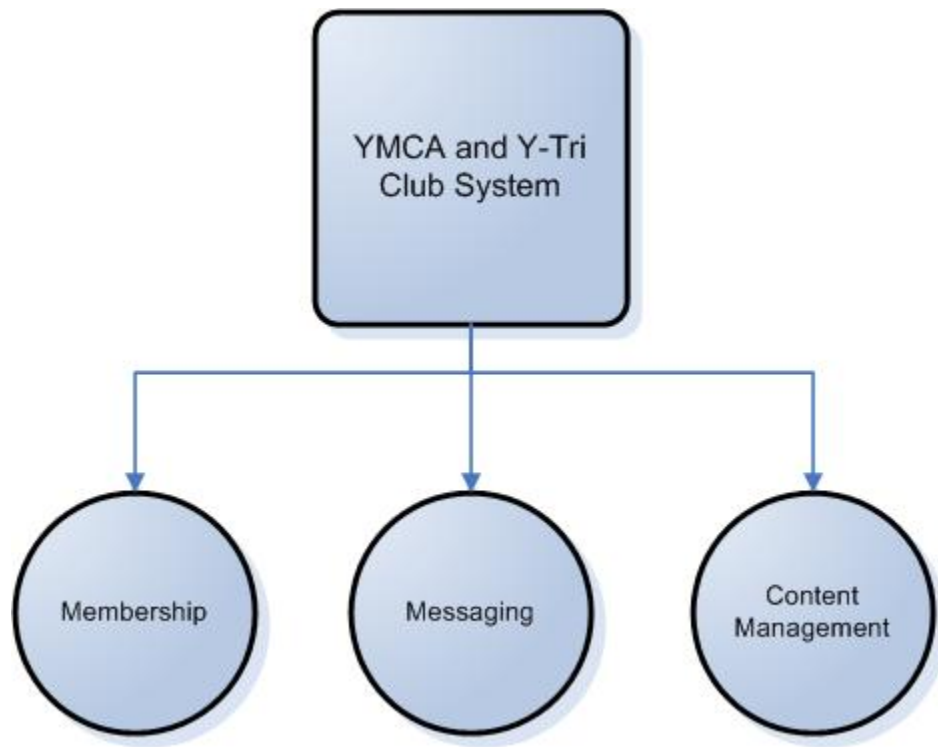 YMCA and Y-Tri
Club System
Membership
Messaging
Content
Management